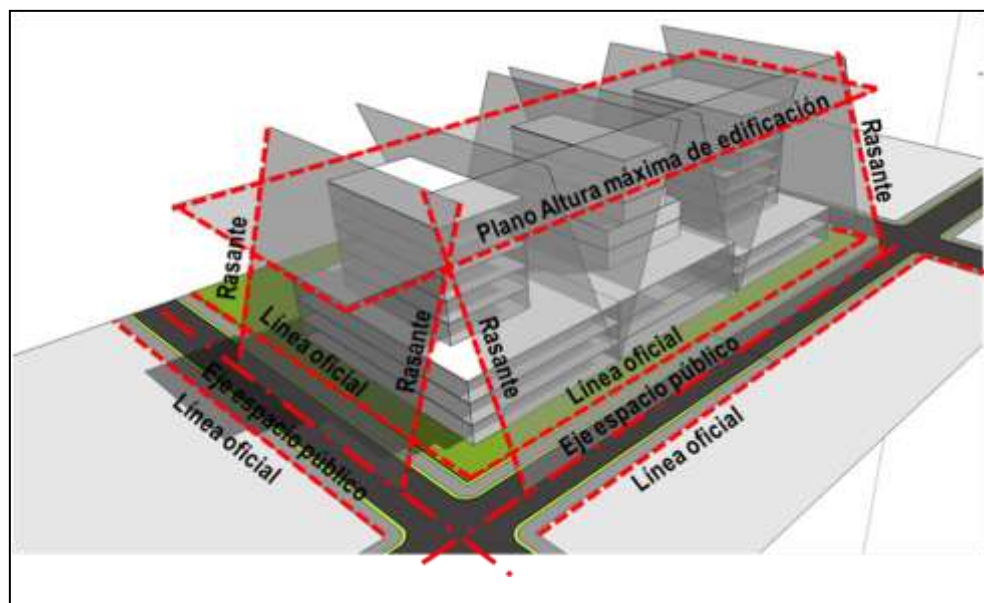 Plano Altura máxima de edificación
Rasante
Rasante
Rasante
Rasante
Línea oficial
Línea oficial
Eje espacio público
Eje espacio público
Línea oficial
Línea oficial